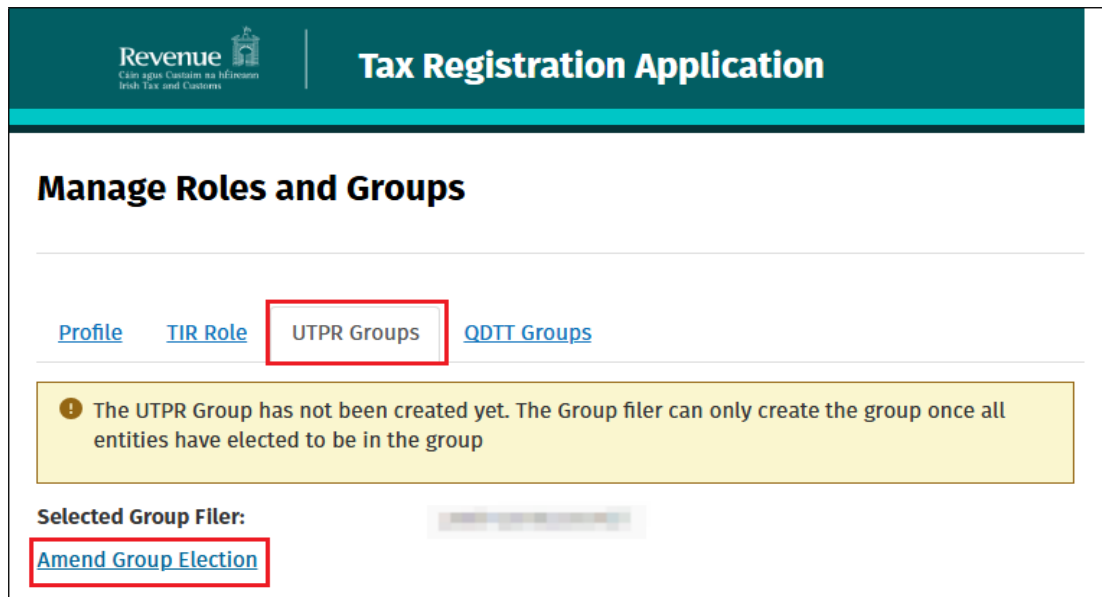 Revenue
Cáin agus Custaim na hÉireann
Irish Tax and Customs
Tax Registration Application
Manage Roles and Groups
Profile TIR Role UTPR Groups QDTT Groups
The UTPR Group has not been created yet. The Group filer can only create the group once all
entities have elected to be in the group
Selected Group Filer:
Amend Group Election